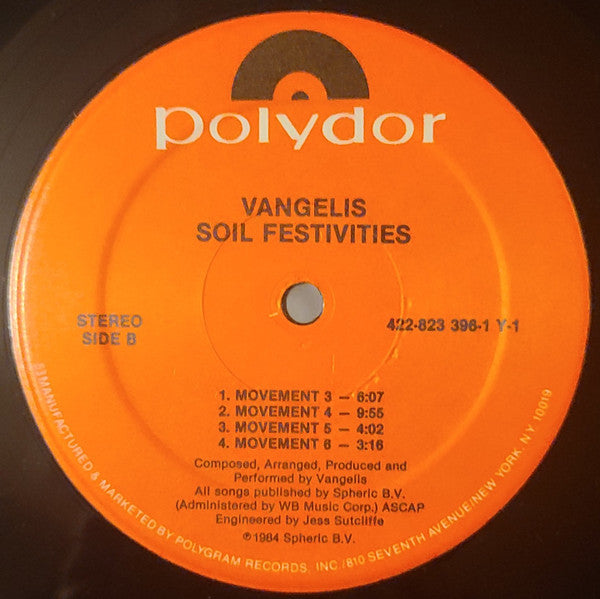 polydor
VANGELIS
SOIL FESTIVITIES
STEREO
SIDE B
422-823 396-1 Y-1
1. MOVEMENT 3 — 6:07
2. MOVEMENT 4 — 9:55
3. MOVEMENT 5 — 4:02
4. MOVEMENT 6 — 3:16
Composed, Arranged, Produced and
Performed by Vangelis
All songs published by Spheric B.V.
(Administered by WB Music Corp.) ASCAP
Engineered by Jess Sutcliffe
℗1984 Spheric B.V.
MANUFACTURED & MARKETED BY POLYGRAM RECORDS, INC./810 SEVENTH AVENUE/NEW YORK, NY 10019